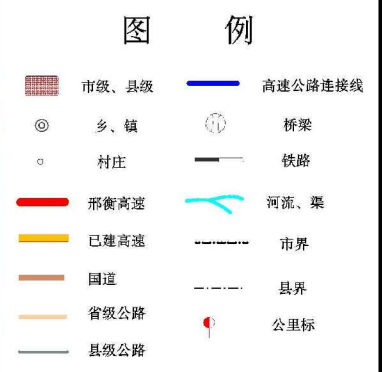 图 例
市级、县级
高速公路连接线
乡、镇
桥梁
村庄
铁路
邢衡高速
河流、渠
已建高速
市界
国道
县界
省级公路
公里标
县级公路